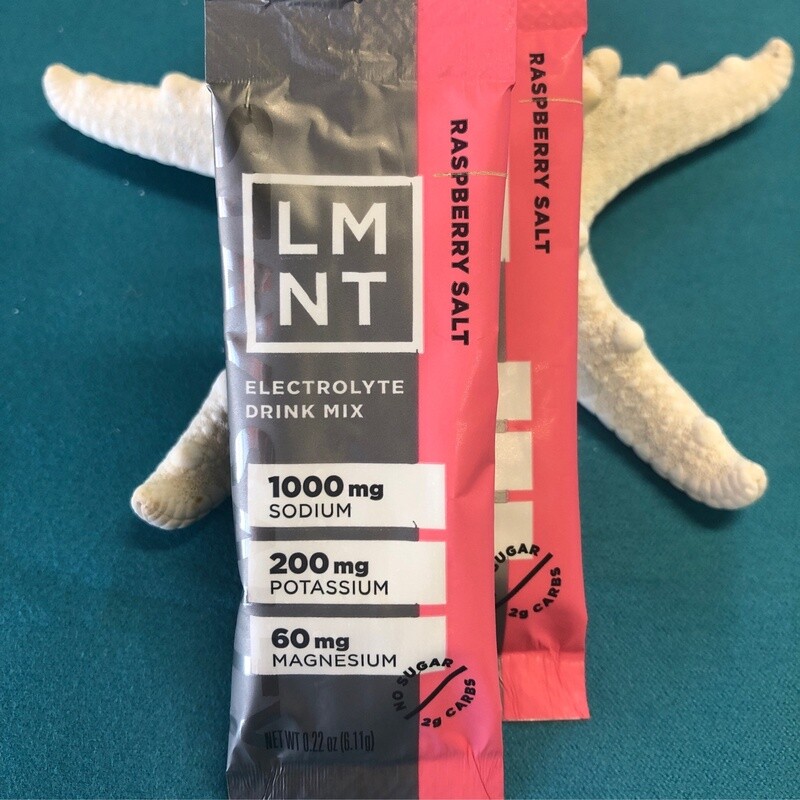 LM
NT
ELECTROLYTE
DRINK MIX
1000 mg
SODIUM
200 mg
POTASSIUM
60 mg
MAGNESIUM
NO SUGAR
2g CARBS
NET WT 0.22 oz (6.11g)
RASPBERRY SALT
RASPBERRY SALT
SUGAR
2g CARBS